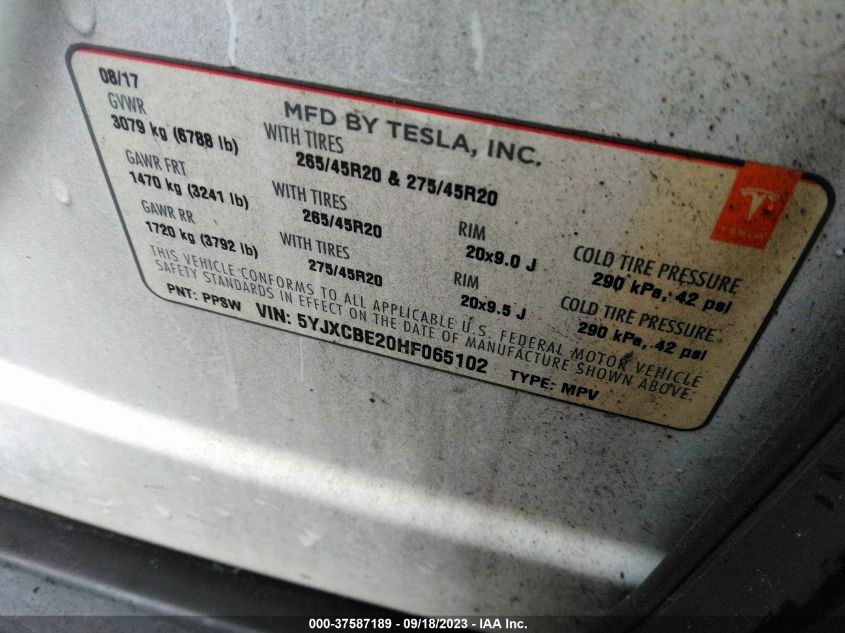 08/17
MFD BY TESLA, INC.
GVWR
3079 kg (6788 lb)
WITH TIRES
265/45R20 & 275/45R20
GAWR FRT
1470 kg (3241 lb)
WITH TIRES
265/45R20
RIM
20x9.0 J
COLD TIRE PRESSURE
290 kPa, 42 psi
GAWR RR
1720 kg (3792 lb)
WITH TIRES
275/45R20
RIM
20x9.5 J
COLD TIRE PRESSURE
290 kPa, 42 psi
THIS VEHICLE CONFORMS TO ALL APPLICABLE U.S. FEDERAL MOTOR VEHICLE
SAFETY STANDARDS IN EFFECT ON THE DATE OF MANUFACTURE SHOWN ABOVE.
PNT: PPSW VIN: 5YJXCBE20HF065102 TYPE: MPV
TESLA
000-37587189 - 09/18/2023 - IAA Inc.